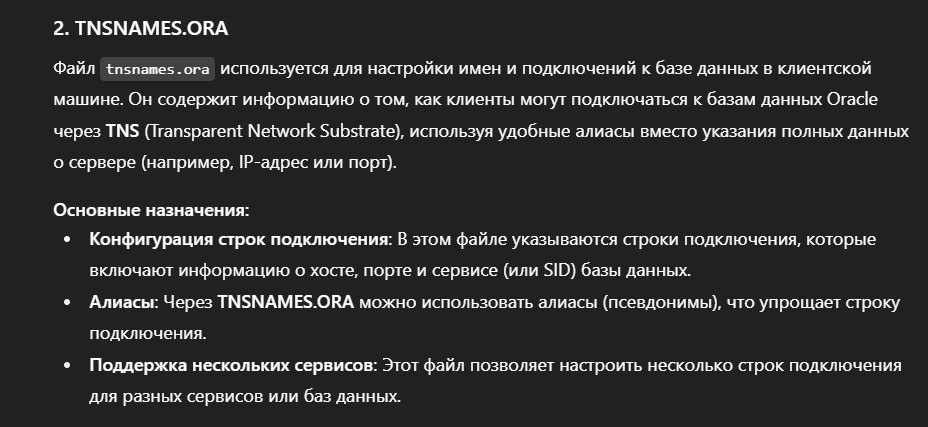 2. TNSNAMES.ORA
Файл tnsnames.ora используется для настройки имен и подключений к базе данных в клиентской
машине. Он содержит информацию о том, как клиенты могут подключаться к базам данных Oracle
через TNS (Transparent Network Substrate), используя удобные алиасы вместо указания полных данных
о сервере (например, IP-адрес или порт).
Основные назначения:
• Конфигурация строк подключения: В этом файле указываются строки подключения, которые
включают информацию о хосте, порте и сервисе (или SID) базы данных.
• Алиасы: Через TNSNAMES.ORA можно использовать алиасы (псевдонимы), что упрощает строку
подключения.
• Поддержка нескольких сервисов: Этот файл позволяет настроить несколько строк подключения
для разных сервисов или баз данных.